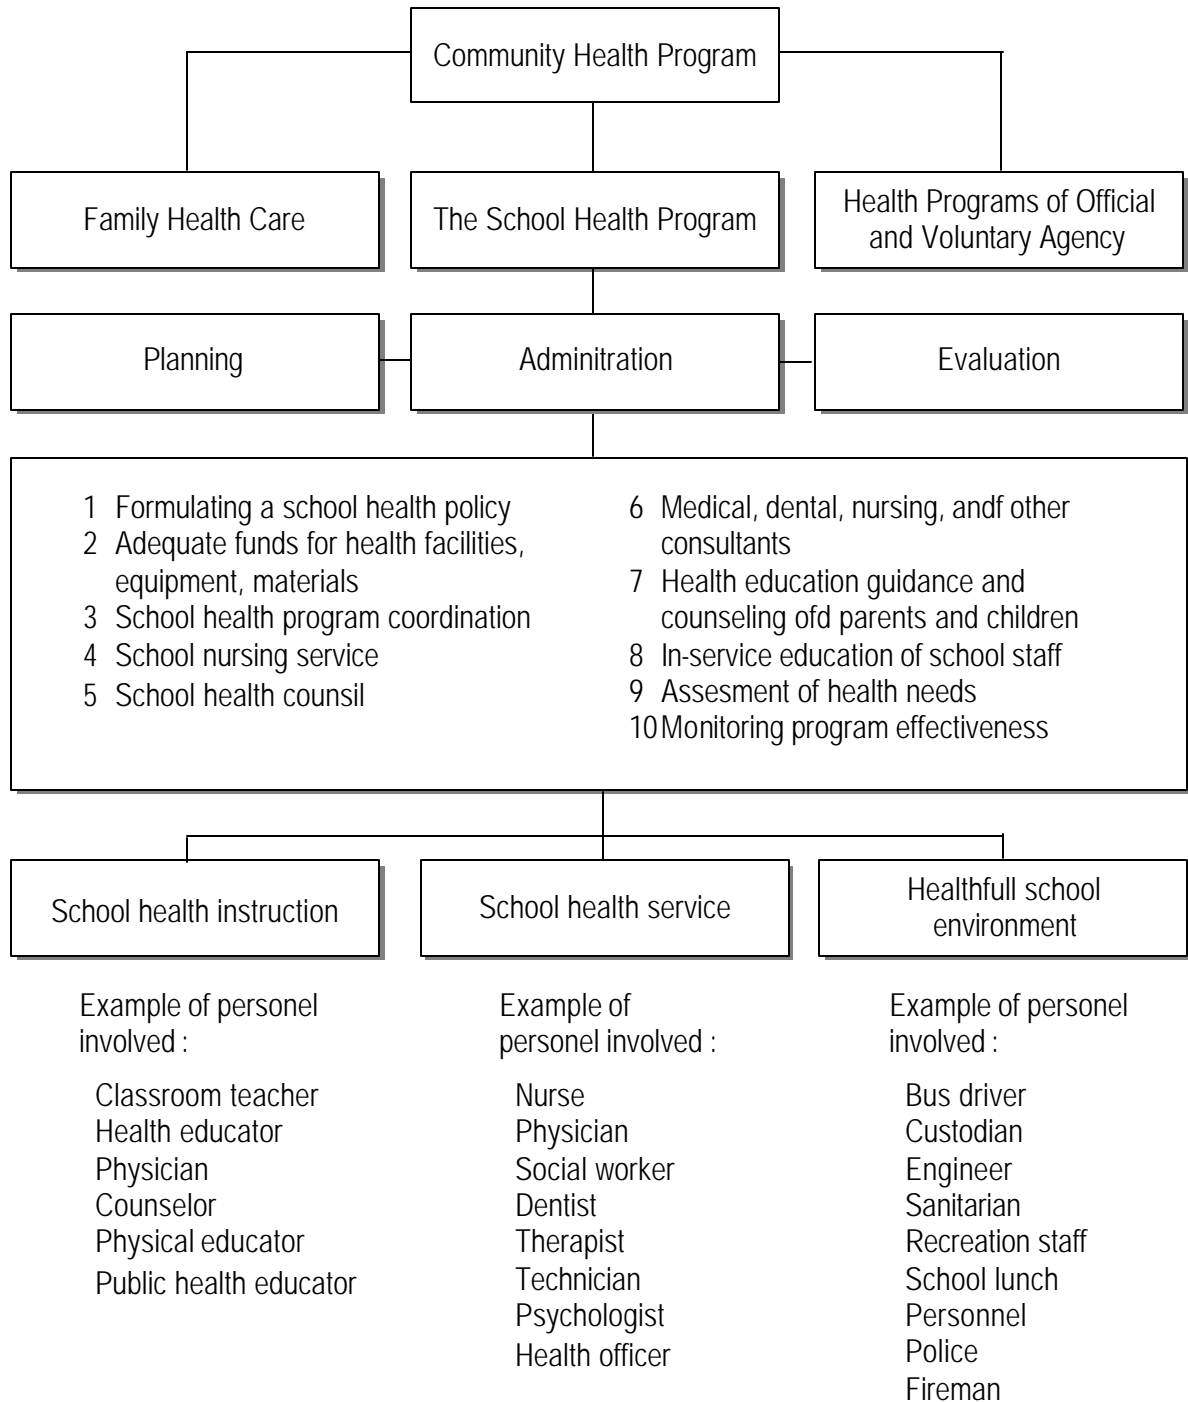 Community Health Program
Family Health Care
The School Health Program
Health Programs of Official
and Voluntary Agency
Planning
Adminitration
Evaluation
1 Formulating a school health policy
2 Adequate funds for health facilities,
equipment, materials
3 School health program coordination
4 School nursing service
5 School health counsil
6 Medical, dental, nursing, andf other
consultants
7 Health education guidance and
counseling ofd parents and children
8 In-service education of school staff
9 Assesment of health needs
10 Monitoring program effectiveness
School health instruction
School health service
Healthfull school
environment
Example of personel
involved :
Classroom teacher
Health educator
Physician
Counselor
Physical educator
Public health educator
Example of
personel involved :
Nurse
Physician
Social worker
Dentist
Therapist
Technician
Psychologist
Health officer
Example of personel
involved :
Bus driver
Custodian
Engineer
Sanitarian
Recreation staff
School lunch
Personnel
Police
Fireman